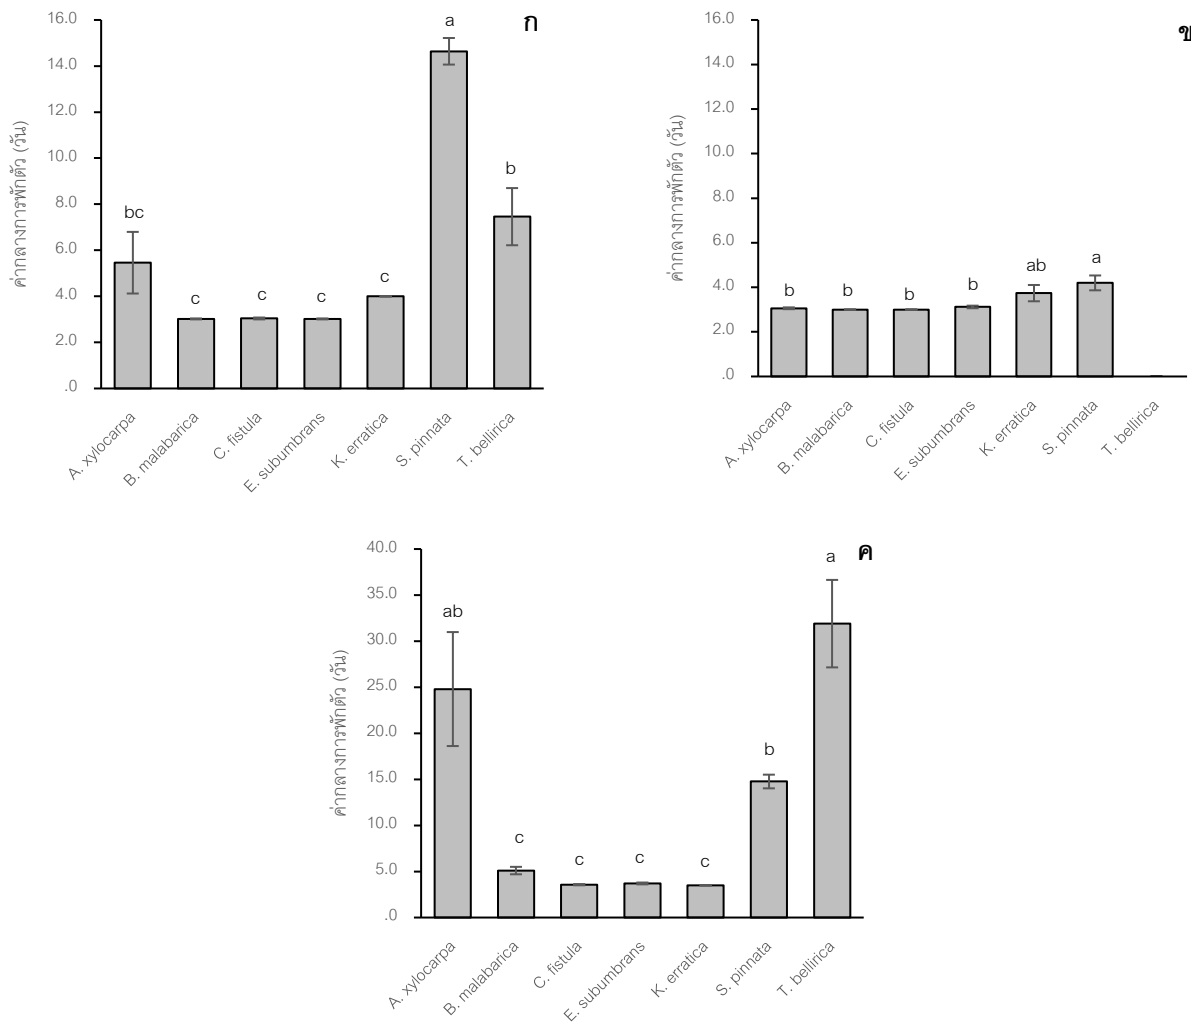 ก
ค่ากลางการพักตัว (วัน)
16.0
14.0
12.0
10.0
8.0
6.0
4.0
2.0
.0
bc
c
c
c
c
a
b
A. xylocarpa
B. malabarica
C. fistula
E. subumbrans
K. erratica
S. pinnata
T. bellirica
ข
ค่ากลางการพักตัว (วัน)
16.0
14.0
12.0
10.0
8.0
6.0
4.0
2.0
.0
b
b
b
b
ab
a
A. xylocarpa
B. malabarica
C. fistula
E. subumbrans
K. erratica
S. pinnata
T. bellirica
ค
ค่ากลางการพักตัว (วัน)
40.0
35.0
30.0
25.0
20.0
15.0
10.0
5.0
.0
ab
c
c
c
c
b
a
A. xylocarpa
B. malabarica
C. fistula
E. subumbrans
K. erratica
S. pinnata
T. bellirica